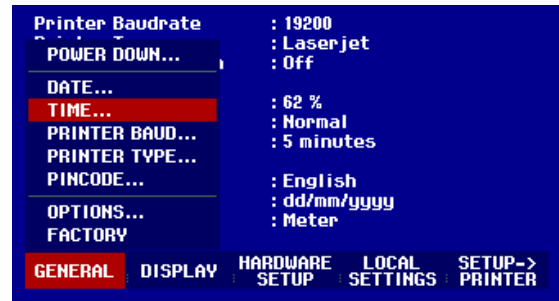 Printer Baudrate : 19200
: Laserjet
POWER DOWN... : Off
DATE...
: 62 %
TIME... : Normal
PRINTER BAUD... : 5 minutes
PRINTER TYPE...
PINCODE... : English
: dd/mm/yyyy
OPTIONS... : Meter
FACTORY
GENERAL DISPLAY HARDWARE SETUP LOCAL SETTINGS SETUP-> PRINTER